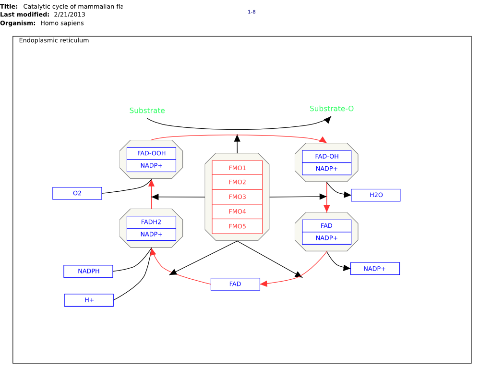 Title: Catalytic cycle of mammalian fla
Last modified: 2/21/2013
Organism: Homo sapiens
1-8
Endoplasmic reticulum
Substrate
Substrate-O
FAD-OOH
NADP+
FAD-OH
NADP+
FMO1
FMO2
FMO3
FMO4
FMO5
O2
H2O
FADH2
NADP+
FAD
NADP+
NADPH
NADP+
FAD
H+